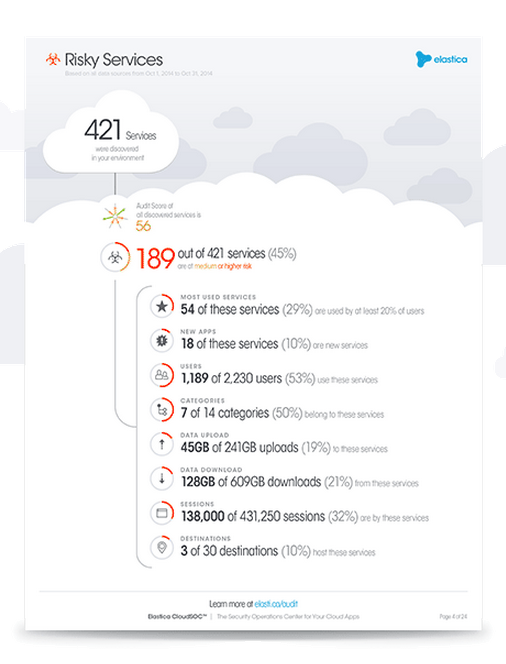 Risky Services
elastica
Based on all data sources from Oct 1, 2014 to Oct 21, 2014
421 Services
were discovered
in your environment
Audit Score of
all discovered services is
56
189 out of 421 services (45%)
are at medium or higher risk
MOST USED SERVICES
54 of these services (29%) are used by at least 20% of users
NEW APPS
18 of these services (10%) are new services
USERS
1,189 of 2,230 users (53%) use these services
CATEGORIES
7 of 14 categories (50%) belong to these services
DATA UPLOAD
45GB of 241GB uploads (19%) to these services
DATA DOWNLOAD
128GB of 609GB downloads (21%) from these services
SESSIONS
138,000 of 431,250 sessions (32%) are by these services
DESTINATIONS
3 of 30 destinations (10%) host these services
Learn more at elasti.ca/audit
Elastica CloudSOC™ | The Security Operations Center for Your Cloud Apps
Page 4 of 24